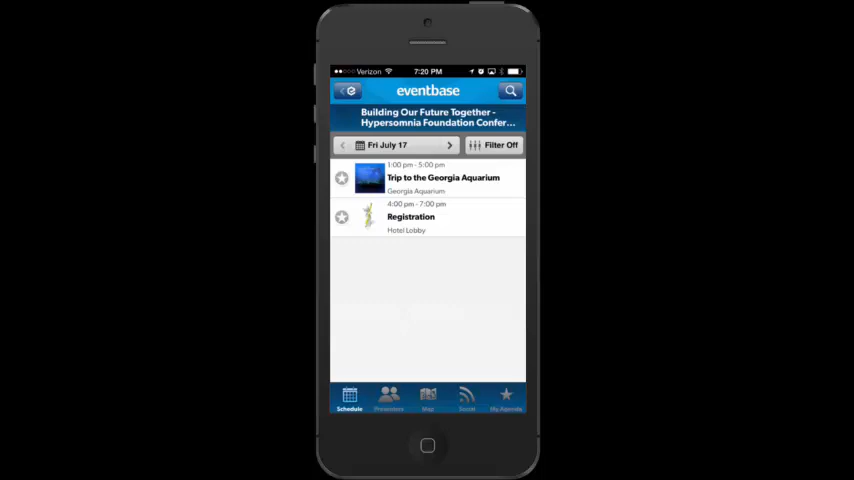 Verizon 7:20 PM
eventbase
Building Our Future Together -
Hypersomnia Foundation Confer...
Fri July 17 Filter Off
1:00 pm - 5:00 pm
Trip to the Georgia Aquarium
Georgia Aquarium
4:00 pm - 7:00 pm
Registration
Hotel Lobby
Schedule Presenters Map Social My Agenda